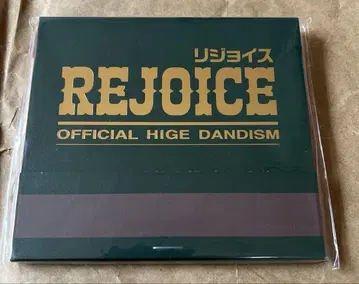 リジョイス
REJOICE
OFFICIAL HIGE DANDISM